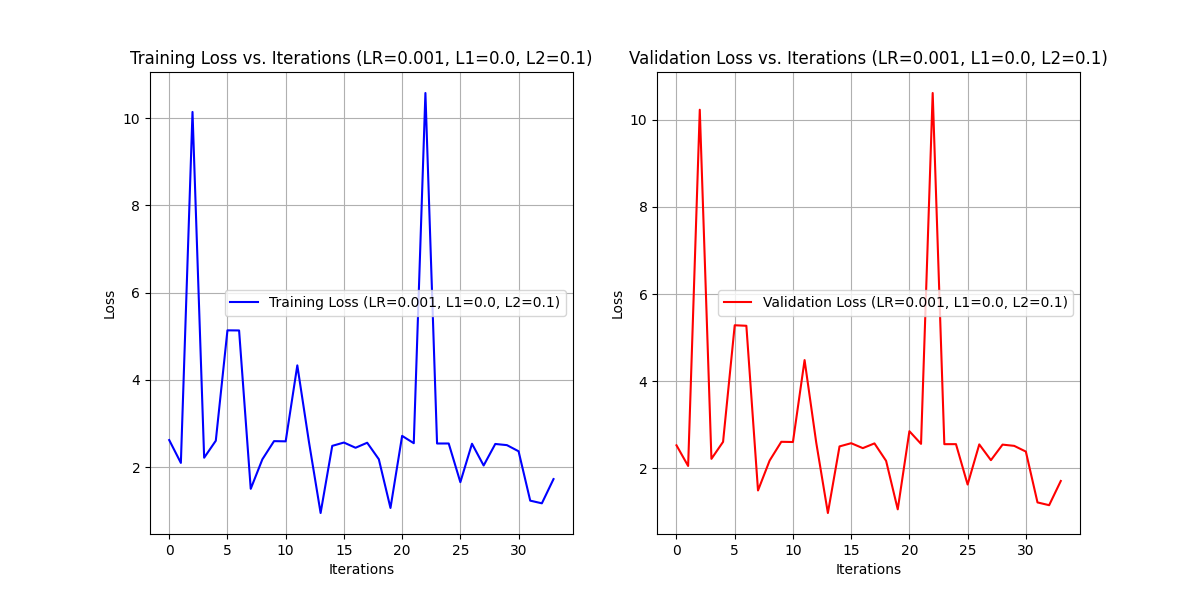 Training Loss vs. Iterations (LR=0.001, L1=0.0, L2=0.1)
Loss
10
8
6
4
2
Training Loss (LR=0.001, L1=0.0, L2=0.1)
0 5 10 15 20 25 30
Iterations
Validation Loss vs. Iterations (LR=0.001, L1=0.0, L2=0.1)
Loss
10
8
6
4
2
Validation Loss (LR=0.001, L1=0.0, L2=0.1)
0 5 10 15 20 25 30
Iterations